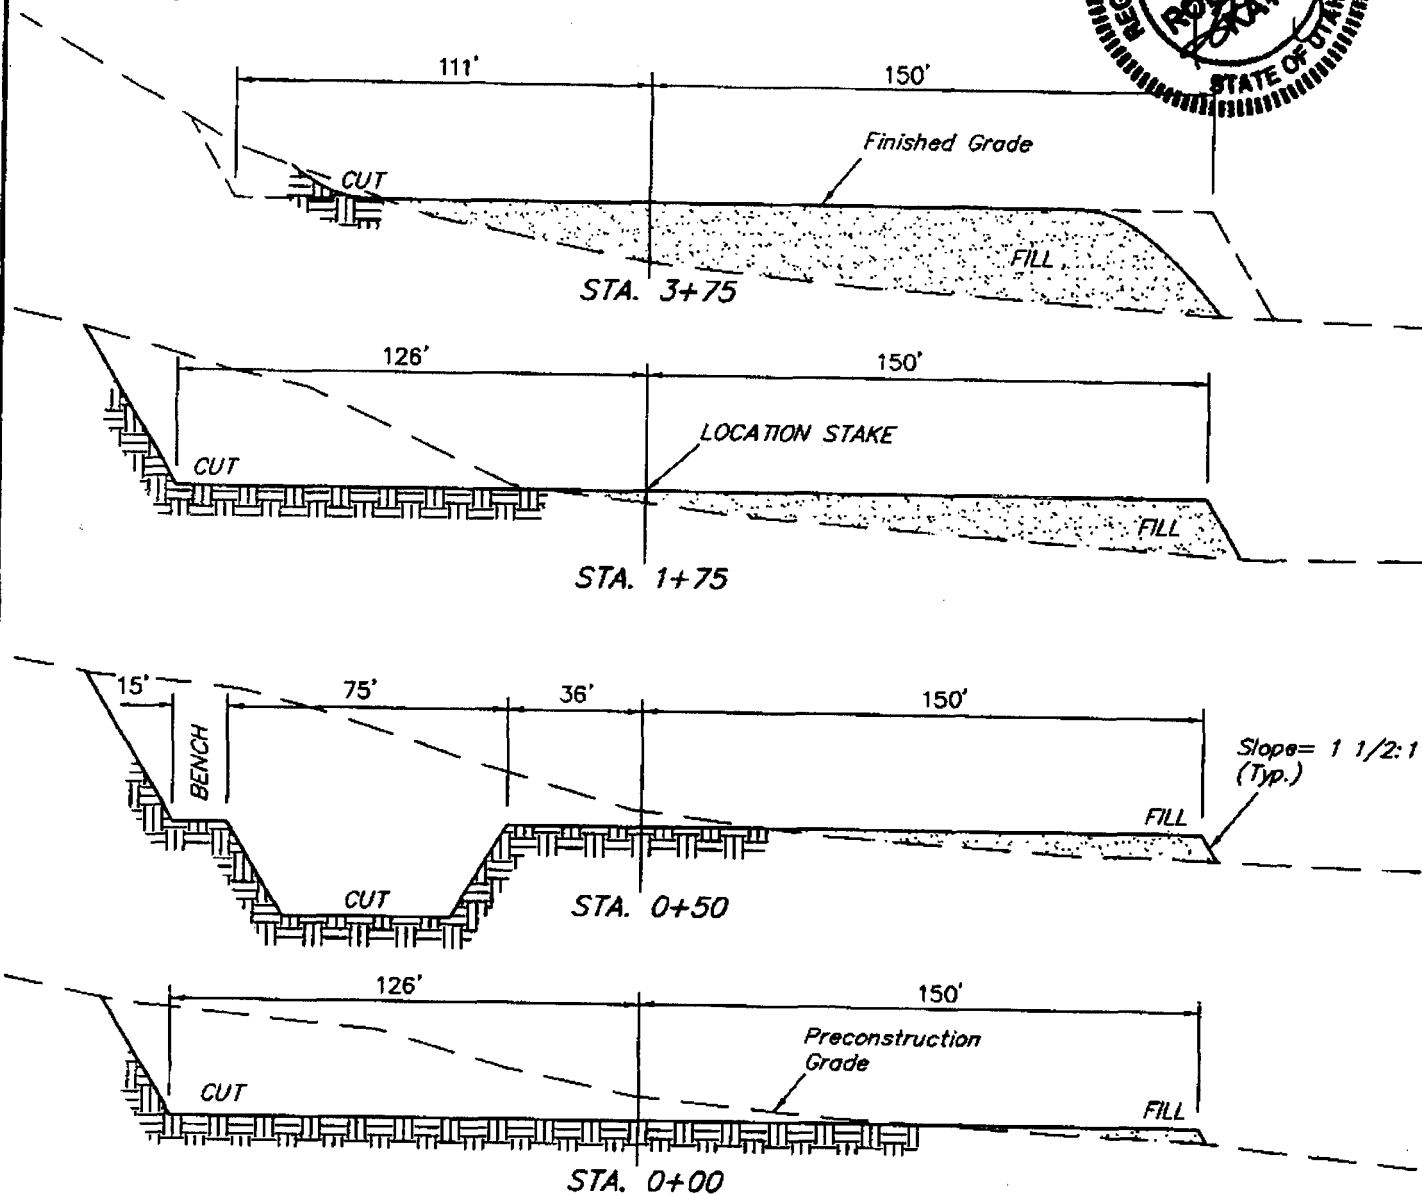 STATE OF UTAH
111' 150'
Finished Grade
CUT
FILL
STA. 3+75
126' 150'
LOCATION STAKE
CUT
FILL
STA. 1+75
15' 75' 36' 150'
BENCH
Slope= 1 1/2:1
(Typ.)
FILL
CUT
STA. 0+50
126' 150'
Preconstruction
Grade
CUT
FILL
STA. 0+00